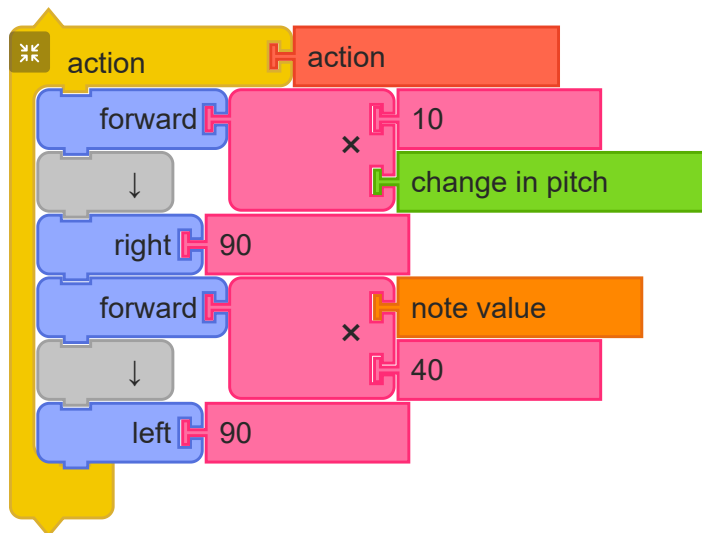 action action
forward × 10
↓ change in pitch
right 90
forward × note value
↓ 40
left 90